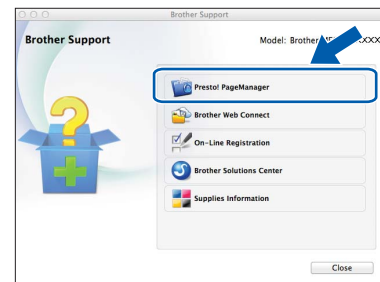 Brother Support
Brother Support
Model: Brother
XXX
Presto! PageManager
Brother Web Connect
On-Line Registration
Brother Solutions Center
Supplies Information
Close